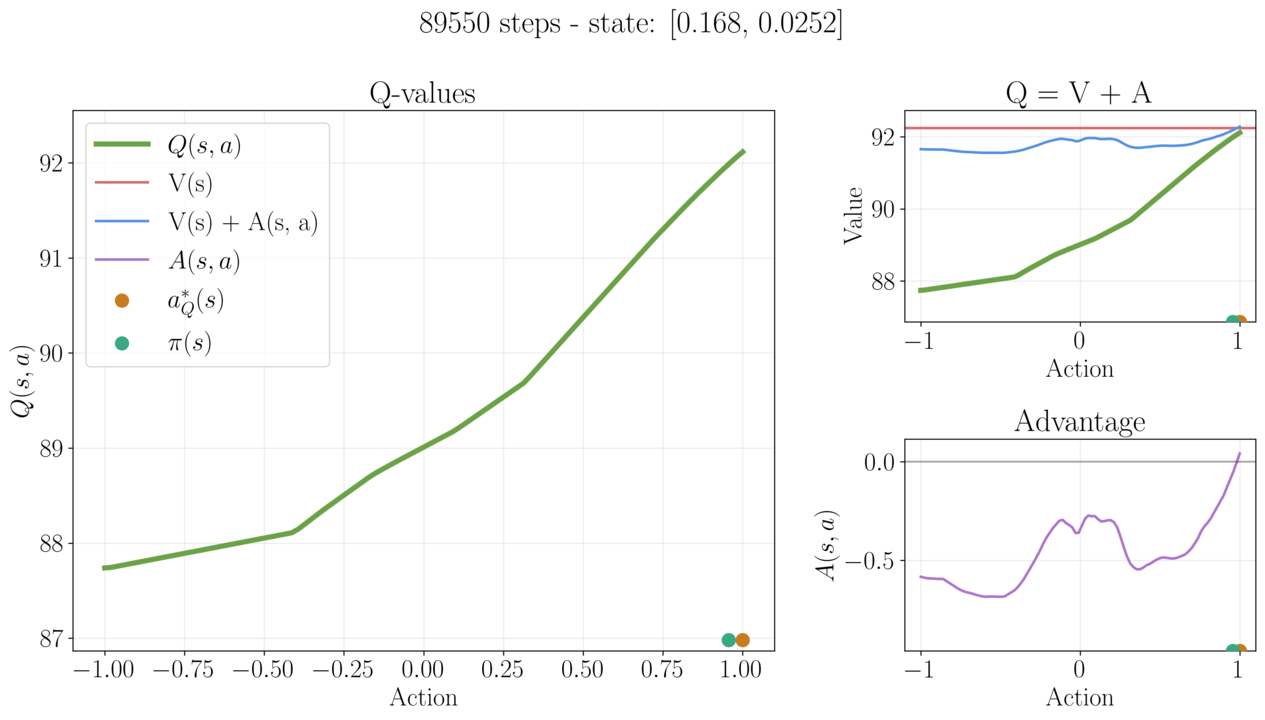 89550 steps - state: [0.168, 0.0252]
Q-values
Q(s, a)
V(s)
V(s) + A(s, a)
A(s, a)
a*Q(s)
π(s)
92
91
90
89
88
87
Q(s, a)
−1.00 −0.75 −0.50 −0.25 0.00 0.25 0.50 0.75 1.00
Action
Q = V + A
92
90
88
Value
−1 0 1
Action
Advantage
0.0
−0.5
A(s, a)
−1 0 1
Action